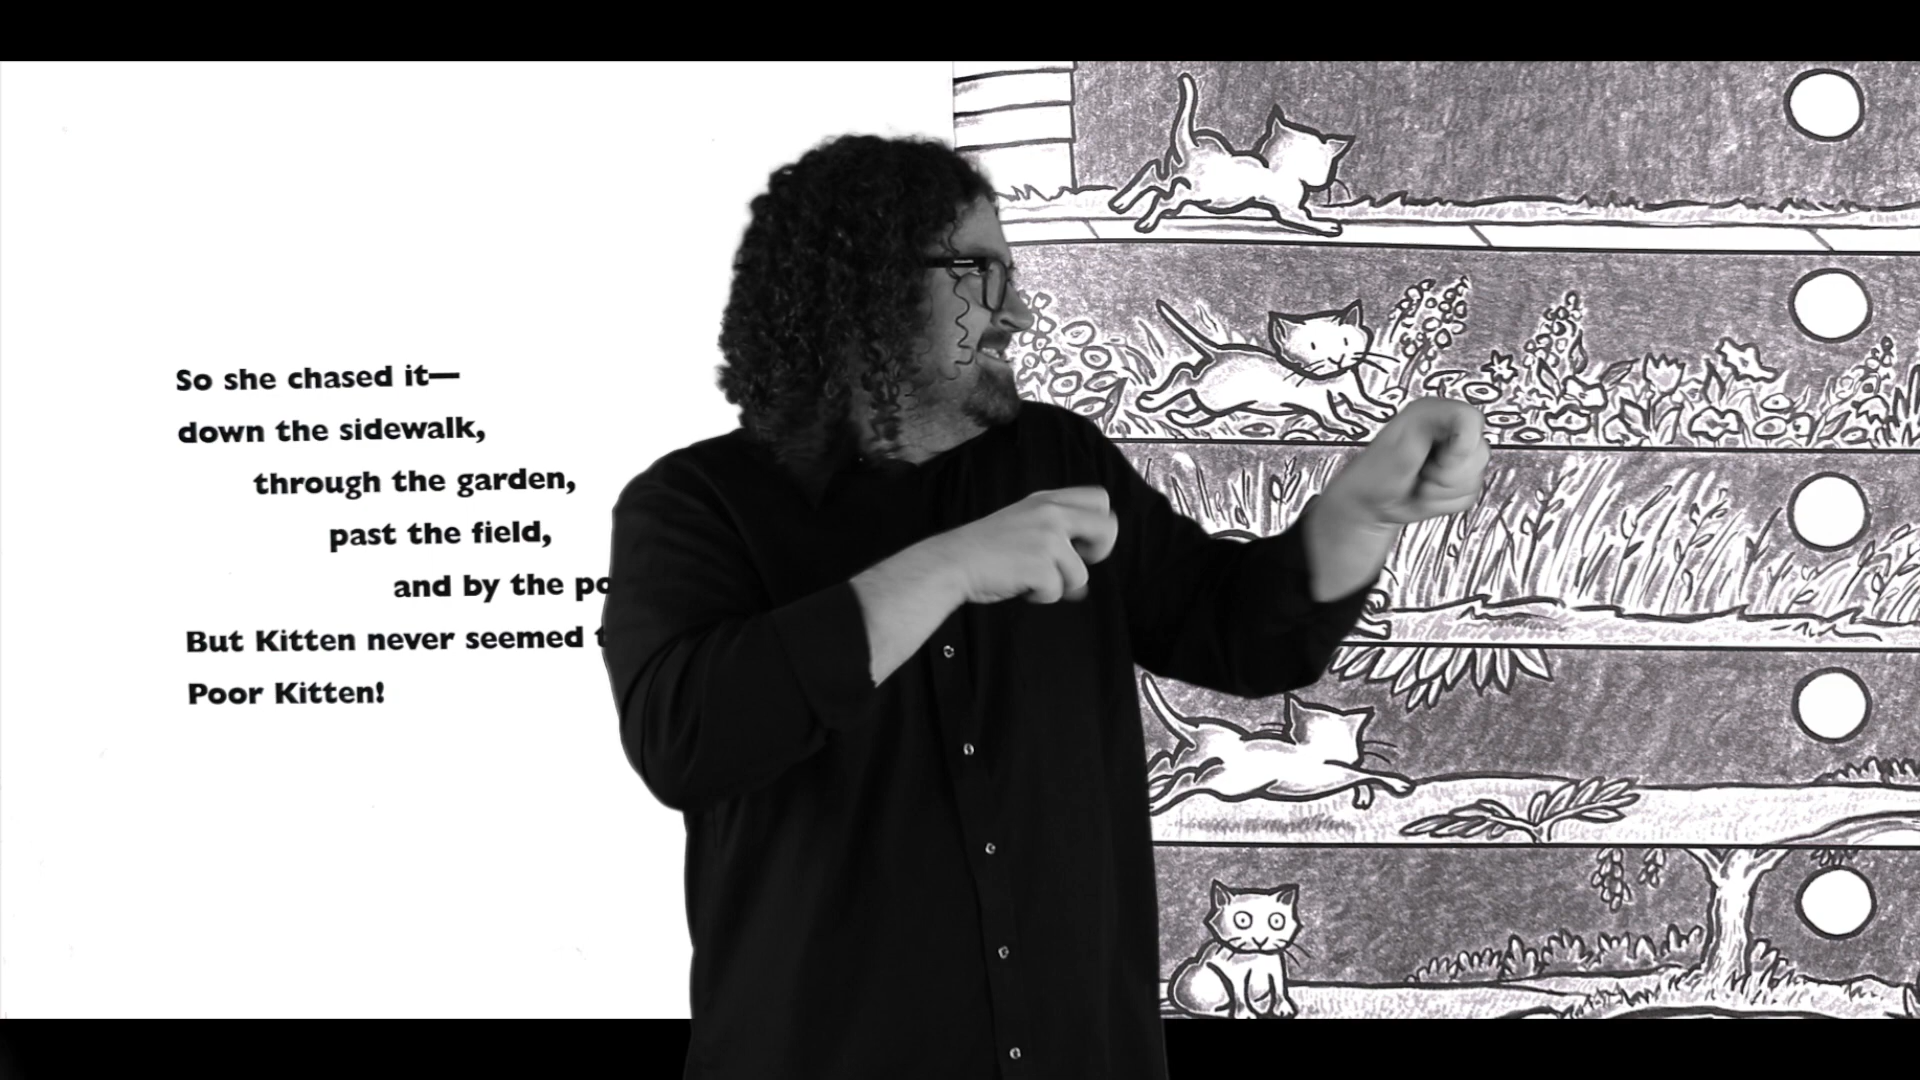 So she chased it—
down the sidewalk,
through the garden,
past the field,
and by the
But Kitten never seemed
Poor Kitten!